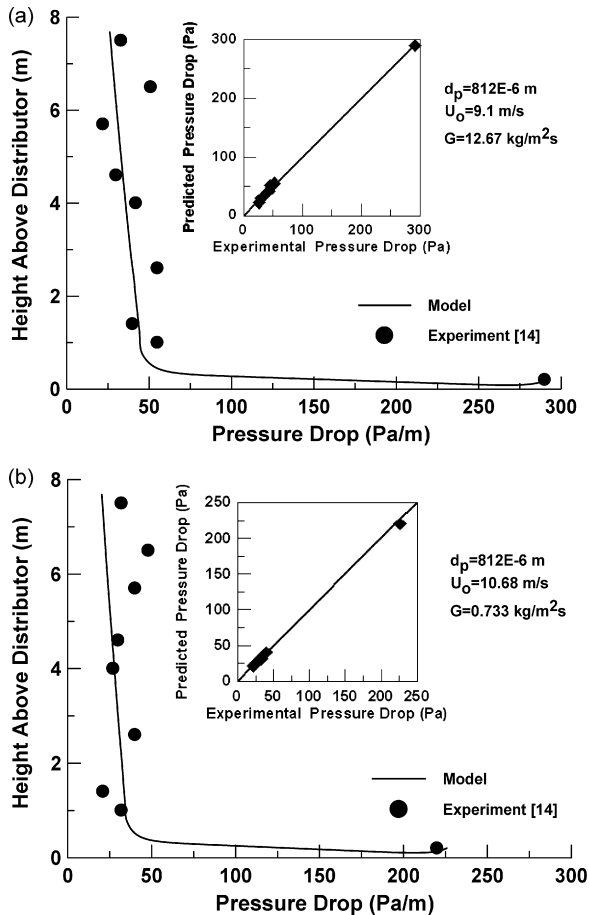 (a)
8
6
4
2
0
Height Above Distributor (m)
0 50 100 150 200 250 300
Pressure Drop (Pa/m)
300
200
100
0
Predicted Pressure Drop (Pa)
0 100 200 300
Experimental Pressure Drop (Pa)
dp=812E-6 m
Uo=9.1 m/s
G=12.67 kg/m2s
Model
Experiment [14]
(b)
8
6
4
2
0
Height Above Distributor (m)
0 50 100 150 200 250 300
Pressure Drop (Pa/m)
250
200
150
100
50
0
Predicted Pressure Drop (Pa)
0 50 100 150 200 250
Experimental Pressure Drop (Pa)
dp=812E-6 m
Uo=10.68 m/s
G=0.733 kg/m2s
Model
Experiment [14]